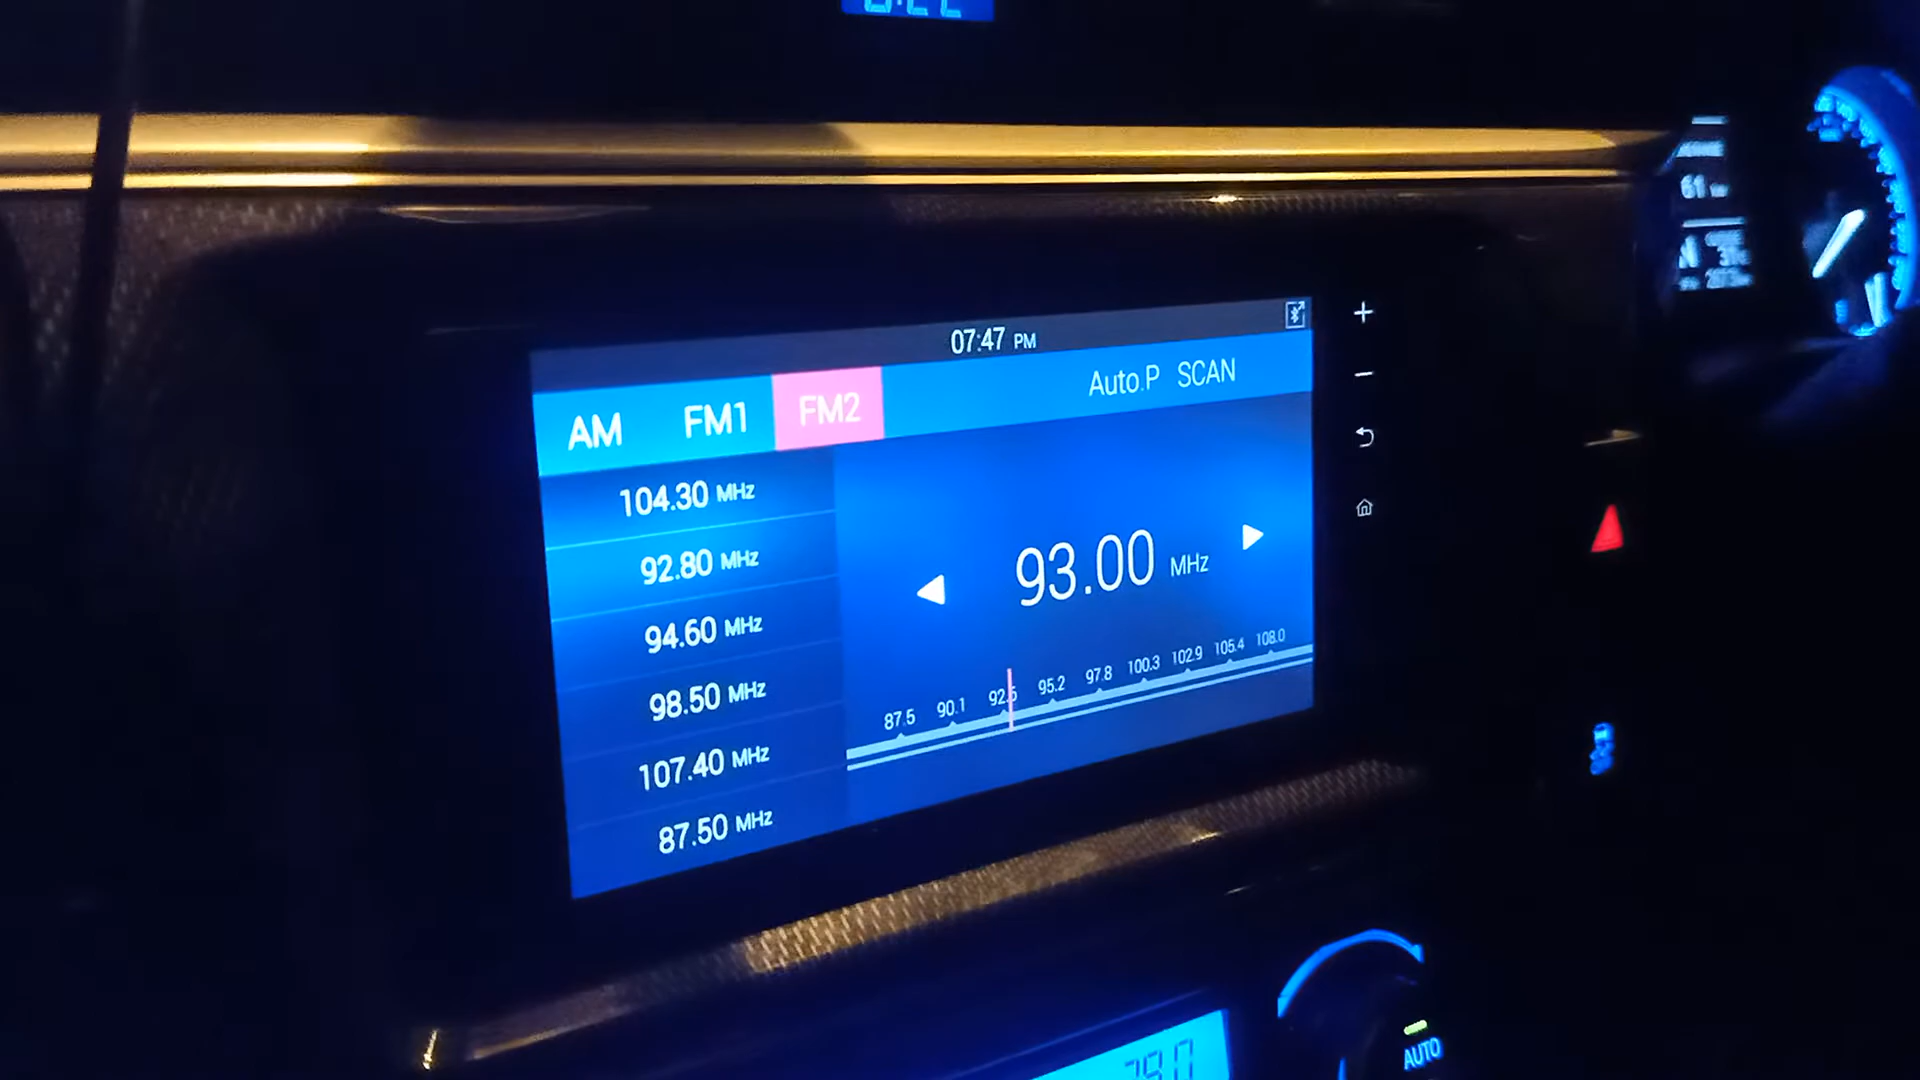 07:47 PM
AM FM1 FM2 Auto.P SCAN
104.30 MHz
92.80 MHz
94.60 MHz
98.50 MHz
107.40 MHz
87.50 MHz
93.00 MHz
87.5 90.1 92.6 95.2 97.8 100.3 102.9 105.4 108.0
61
AUTO